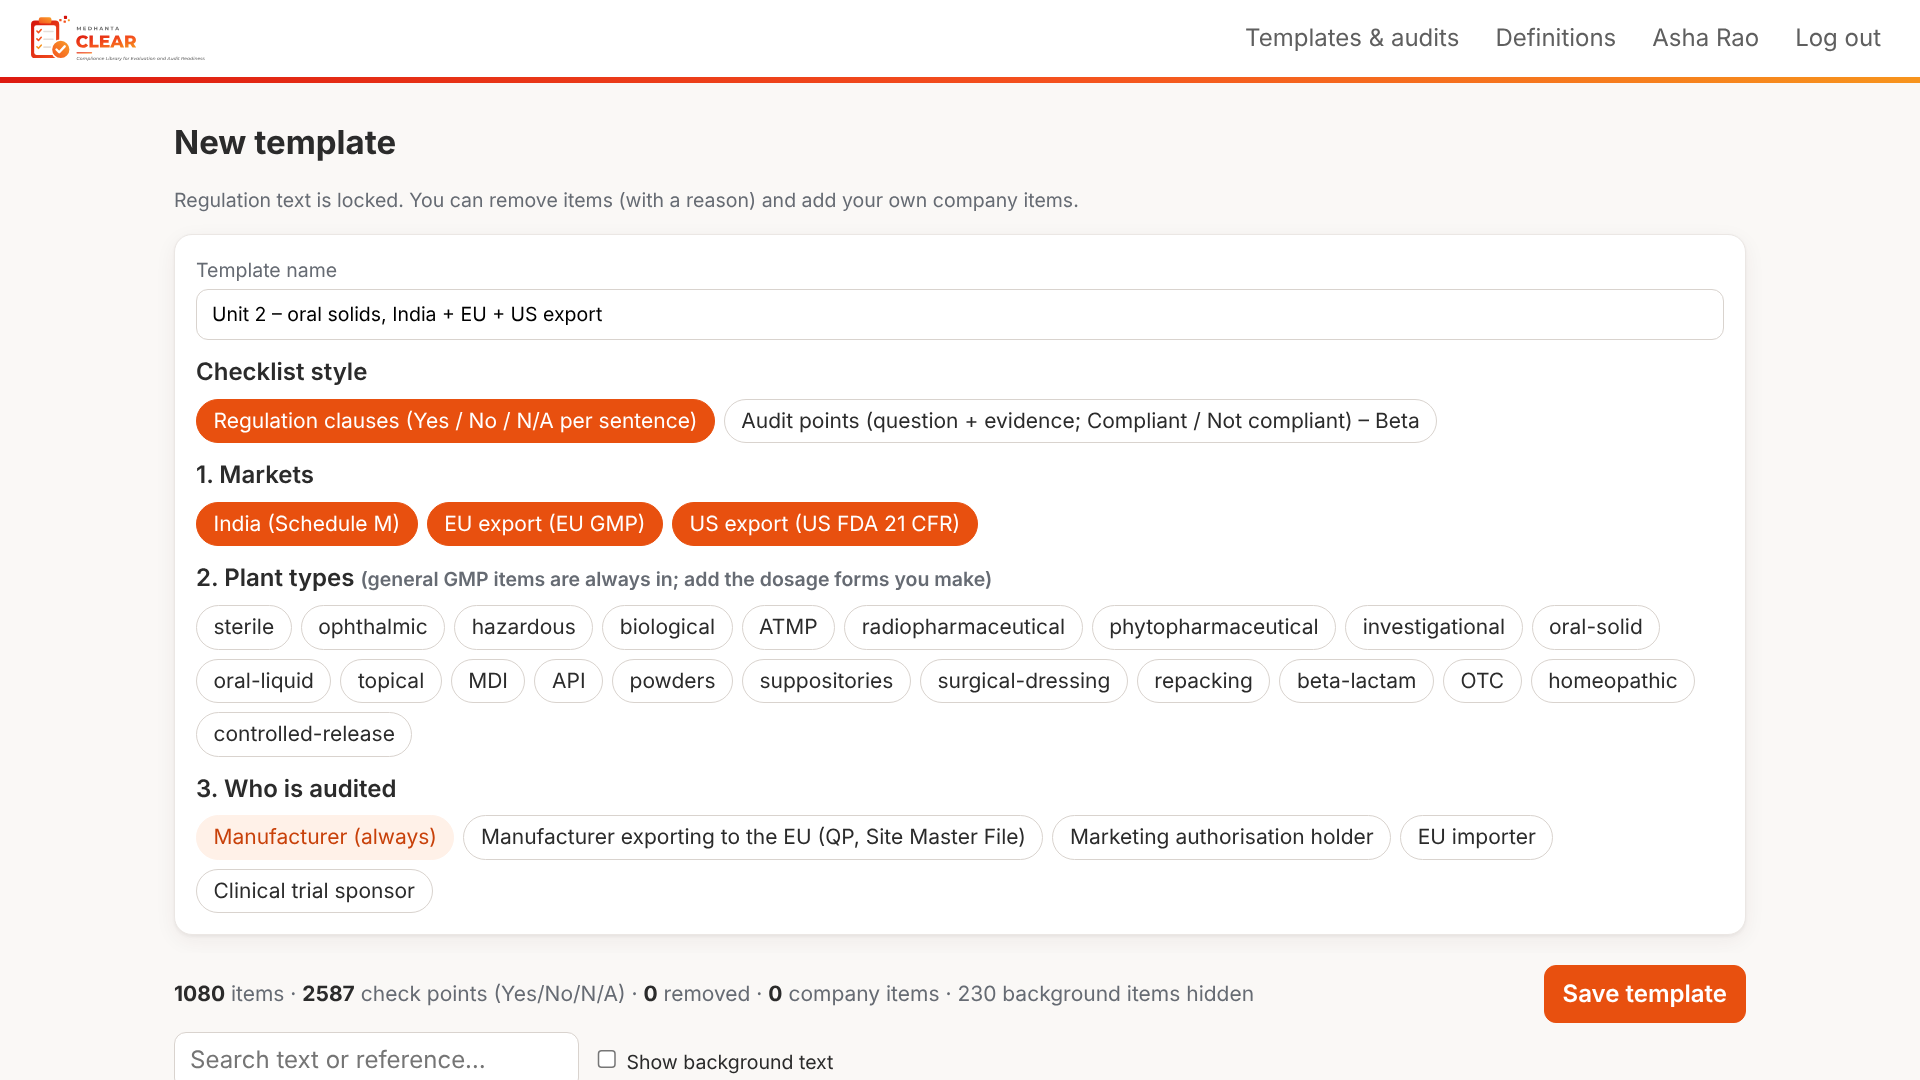 MEDHANTA
CLEAR
Compliance Library for Evaluation and Audit Readiness
Templates & audits
Definitions
Asha Rao
Log out
New template
Regulation text is locked. You can remove items (with a reason) and add your own company items.
Template name
Unit 2 – oral solids, India + EU + US export
Checklist style
Regulation clauses (Yes / No / N/A per sentence)
Audit points (question + evidence; Compliant / Not compliant) – Beta
1. Markets
India (Schedule M)
EU export (EU GMP)
US export (US FDA 21 CFR)
2. Plant types (general GMP items are always in; add the dosage forms you make)
sterile
ophthalmic
hazardous
biological
ATMP
radiopharmaceutical
phytopharmaceutical
investigational
oral-solid
oral-liquid
topical
MDI
API
powders
suppositories
surgical-dressing
repacking
beta-lactam
OTC
homeopathic
controlled-release
3. Who is audited
Manufacturer (always)
Manufacturer exporting to the EU (QP, Site Master File)
Marketing authorisation holder
EU importer
Clinical trial sponsor
1080 items · 2587 check points (Yes/No/N/A) · 0 removed · 0 company items · 230 background items hidden
Save template
Search text or reference...
Show background text